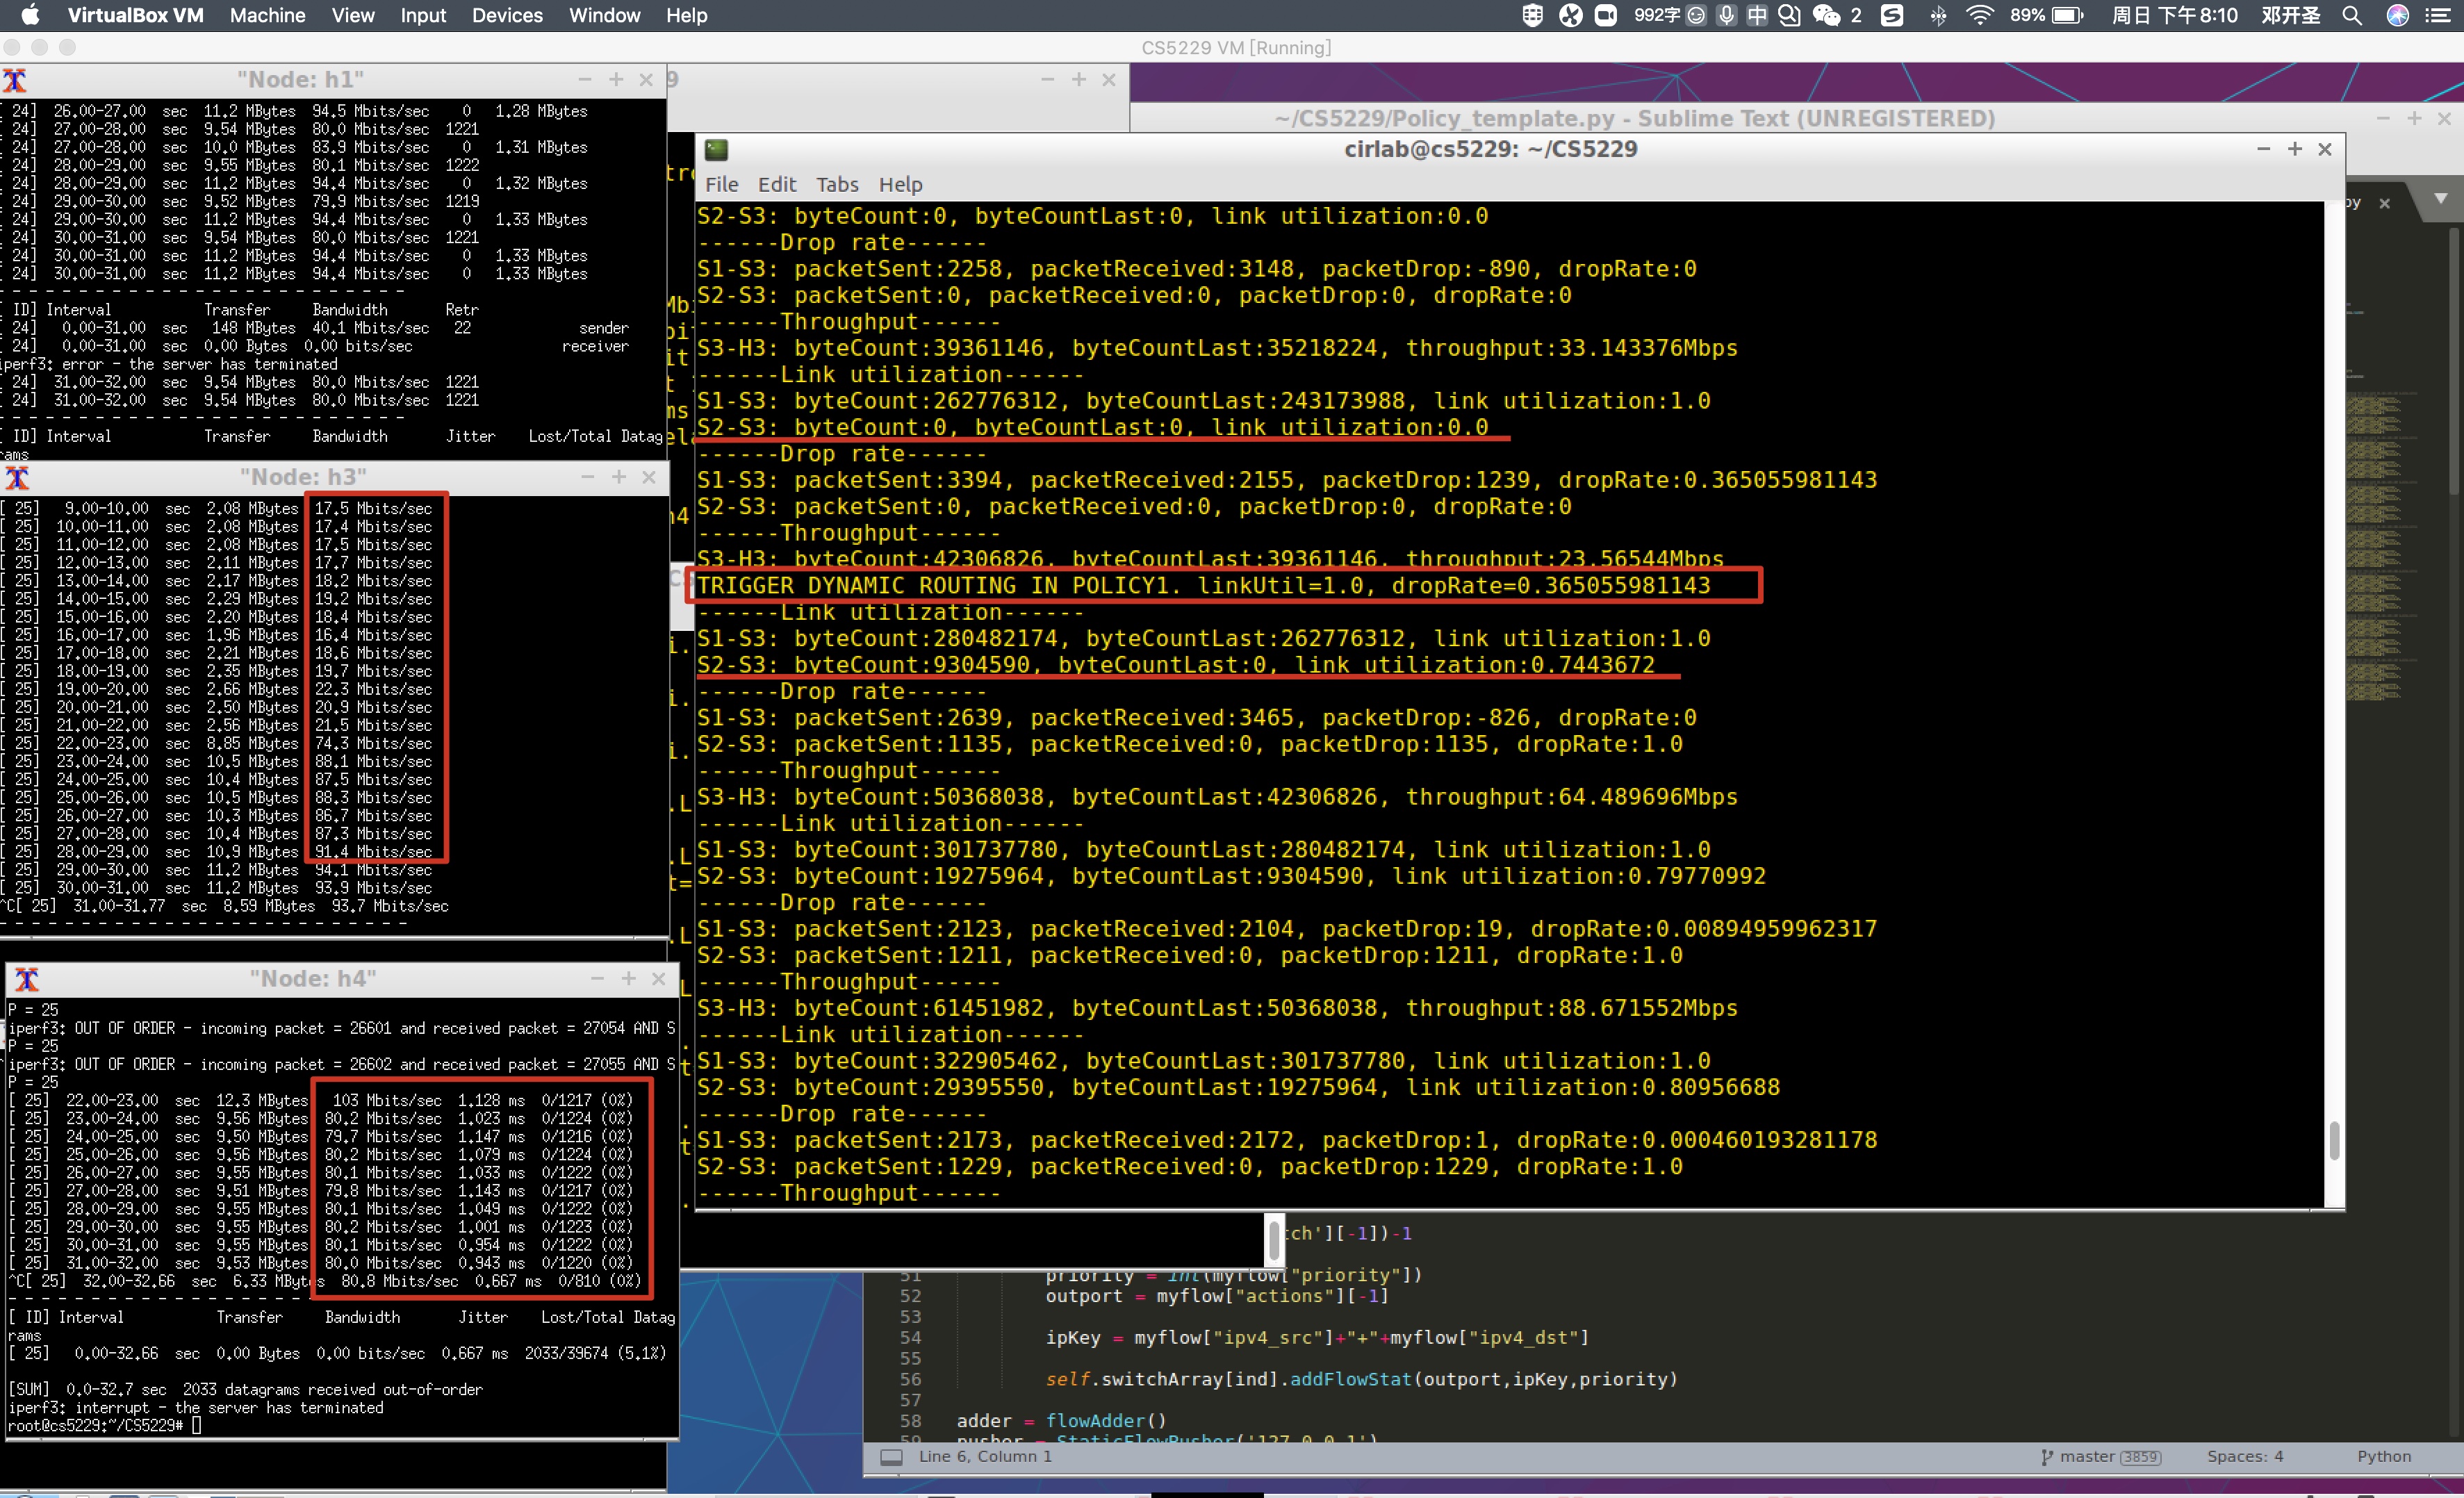 VirtualBox VM Machine View Input Devices Window Help 992字 中 2 89% 周日 下午8:10 邓开圣
CS5229 VM [Running]
"Node: h1"
[ 24] 26.00-27.00 sec 11.2 MBytes 94.5 Mbits/sec 0 1.28 MBytes
[ 24] 27.00-28.00 sec 9.54 MBytes 80.0 Mbits/sec 1221
[ 24] 27.00-28.00 sec 10.0 MBytes 83.9 Mbits/sec 0 1.31 MBytes
[ 24] 28.00-29.00 sec 9.55 MBytes 80.1 Mbits/sec 1222
[ 24] 28.00-29.00 sec 11.2 MBytes 94.4 Mbits/sec 0 1.32 MBytes
[ 24] 29.00-30.00 sec 9.52 MBytes 79.9 Mbits/sec 1219
[ 24] 29.00-30.00 sec 11.2 MBytes 94.4 Mbits/sec 0 1.33 MBytes
[ 24] 30.00-31.00 sec 9.54 MBytes 80.0 Mbits/sec 1221
[ 24] 30.00-31.00 sec 11.2 MBytes 94.4 Mbits/sec 0 1.33 MBytes
[ 24] 30.00-31.00 sec 11.2 MBytes 94.4 Mbits/sec 0 1.33 MBytes
- - - - - - - - - - - - - - - - - - - - - - - - -
[ ID] Interval Transfer Bandwidth Retr
[ 24] 0.00-31.00 sec 148 MBytes 40.1 Mbits/sec 22 sender
[ 24] 0.00-31.00 sec 0.00 Bytes 0.00 bits/sec receiver
iperf3: error - the server has terminated
[ 24] 31.00-32.00 sec 9.54 MBytes 80.0 Mbits/sec 1221
[ 24] 31.00-32.00 sec 9.54 MBytes 80.0 Mbits/sec 1221
- - - - - - - - - - - - - - - - - - - - - - - - -
[ ID] Interval Transfer Bandwidth Jitter Lost/Total Datag
rams
"Node: h3"
[ 25] 9.00-10.00 sec 2.08 MBytes 17.5 Mbits/sec
[ 25] 10.00-11.00 sec 2.08 MBytes 17.4 Mbits/sec
[ 25] 11.00-12.00 sec 2.08 MBytes 17.5 Mbits/sec
[ 25] 12.00-13.00 sec 2.11 MBytes 17.7 Mbits/sec
[ 25] 13.00-14.00 sec 2.17 MBytes 18.2 Mbits/sec
[ 25] 14.00-15.00 sec 2.29 MBytes 19.2 Mbits/sec
[ 25] 15.00-16.00 sec 2.20 MBytes 18.4 Mbits/sec
[ 25] 16.00-17.00 sec 1.96 MBytes 16.4 Mbits/sec
[ 25] 17.00-18.00 sec 2.21 MBytes 18.6 Mbits/sec
[ 25] 18.00-19.00 sec 2.35 MBytes 19.7 Mbits/sec
[ 25] 19.00-20.00 sec 2.66 MBytes 22.3 Mbits/sec
[ 25] 20.00-21.00 sec 2.50 MBytes 20.9 Mbits/sec
[ 25] 21.00-22.00 sec 2.56 MBytes 21.5 Mbits/sec
[ 25] 22.00-23.00 sec 8.85 MBytes 74.3 Mbits/sec
[ 25] 23.00-24.00 sec 10.5 MBytes 88.1 Mbits/sec
[ 25] 24.00-25.00 sec 10.4 MBytes 87.5 Mbits/sec
[ 25] 25.00-26.00 sec 10.5 MBytes 88.3 Mbits/sec
[ 25] 26.00-27.00 sec 10.3 MBytes 86.7 Mbits/sec
[ 25] 27.00-28.00 sec 10.4 MBytes 87.3 Mbits/sec
[ 25] 28.00-29.00 sec 10.9 MBytes 91.4 Mbits/sec
[ 25] 29.00-30.00 sec 11.2 MBytes 94.1 Mbits/sec
[ 25] 30.00-31.00 sec 11.2 MBytes 93.9 Mbits/sec
^C[ 25] 31.00-31.77 sec 8.59 MBytes 93.7 Mbits/sec
- - - - - - - - - - - - - - - - - - - - - - - - -
"Node: h4"
P = 25
iperf3: OUT OF ORDER - incoming packet = 26601 and received packet = 27054 AND S
P = 25
iperf3: OUT OF ORDER - incoming packet = 26602 and received packet = 27055 AND S
P = 25
[ 25] 22.00-23.00 sec 12.3 MBytes 103 Mbits/sec 1.128 ms 0/1217 (0%)
[ 25] 23.00-24.00 sec 9.56 MBytes 80.2 Mbits/sec 1.023 ms 0/1224 (0%)
[ 25] 24.00-25.00 sec 9.50 MBytes 79.7 Mbits/sec 1.147 ms 0/1216 (0%)
[ 25] 25.00-26.00 sec 9.56 MBytes 80.2 Mbits/sec 1.079 ms 0/1224 (0%)
[ 25] 26.00-27.00 sec 9.55 MBytes 80.1 Mbits/sec 1.033 ms 0/1222 (0%)
[ 25] 27.00-28.00 sec 9.51 MBytes 79.8 Mbits/sec 1.143 ms 0/1217 (0%)
[ 25] 28.00-29.00 sec 9.55 MBytes 80.1 Mbits/sec 1.049 ms 0/1222 (0%)
[ 25] 29.00-30.00 sec 9.55 MBytes 80.2 Mbits/sec 1.001 ms 0/1223 (0%)
[ 25] 30.00-31.00 sec 9.55 MBytes 80.1 Mbits/sec 0.954 ms 0/1222 (0%)
[ 25] 31.00-32.00 sec 9.53 MBytes 80.0 Mbits/sec 0.943 ms 0/1220 (0%)
^C[ 25] 32.00-32.66 sec 6.33 MBytes 80.8 Mbits/sec 0.667 ms 0/810 (0%)
- - - - - - - - - - - - - - - - - - - - - - - - -
[ ID] Interval Transfer Bandwidth Jitter Lost/Total Datag
rams
[ 25] 0.00-32.66 sec 0.00 Bytes 0.00 bits/sec 0.667 ms 2033/39674 (5.1%)
[SUM] 0.0-32.7 sec 2033 datagrams received out-of-order
iperf3: interrupt - the server has terminated
root@cs5229:~/CS5229#
~/CS5229/Policy_template.py - Sublime Text (UNREGISTERED)
cirlab@cs5229: ~/CS5229
File Edit Tabs Help
S2-S3: byteCount:0, byteCountLast:0, link utilization:0.0
------Drop rate------
S1-S3: packetSent:2258, packetReceived:3148, packetDrop:-890, dropRate:0
S2-S3: packetSent:0, packetReceived:0, packetDrop:0, dropRate:0
------Throughput------
S3-H3: byteCount:39361146, byteCountLast:35218224, throughput:33.143376Mbps
------Link utilization------
S1-S3: byteCount:262776312, byteCountLast:243173988, link utilization:1.0
S2-S3: byteCount:0, byteCountLast:0, link utilization:0.0
------Drop rate------
S1-S3: packetSent:3394, packetReceived:2155, packetDrop:1239, dropRate:0.365055981143
S2-S3: packetSent:0, packetReceived:0, packetDrop:0, dropRate:0
------Throughput------
S3-H3: byteCount:42306826, byteCountLast:39361146, throughput:23.56544Mbps
TRIGGER DYNAMIC ROUTING IN POLICY1. linkUtil=1.0, dropRate=0.365055981143
------Link utilization------
S1-S3: byteCount:280482174, byteCountLast:262776312, link utilization:1.0
S2-S3: byteCount:9304590, byteCountLast:0, link utilization:0.7443672
------Drop rate------
S1-S3: packetSent:2639, packetReceived:3465, packetDrop:-826, dropRate:0
S2-S3: packetSent:1135, packetReceived:0, packetDrop:1135, dropRate:1.0
------Throughput------
S3-H3: byteCount:50368038, byteCountLast:42306826, throughput:64.489696Mbps
------Link utilization------
S1-S3: byteCount:301737780, byteCountLast:280482174, link utilization:1.0
S2-S3: byteCount:19275964, byteCountLast:9304590, link utilization:0.79770992
------Drop rate------
S1-S3: packetSent:2123, packetReceived:2104, packetDrop:19, dropRate:0.00894959962317
S2-S3: packetSent:1211, packetReceived:0, packetDrop:1211, dropRate:1.0
------Throughput------
S3-H3: byteCount:61451982, byteCountLast:50368038, throughput:88.671552Mbps
------Link utilization------
S1-S3: byteCount:322905462, byteCountLast:301737780, link utilization:1.0
S2-S3: byteCount:29395550, byteCountLast:19275964, link utilization:0.80956688
------Drop rate------
S1-S3: packetSent:2173, packetReceived:2172, packetDrop:1, dropRate:0.000460193281178
S2-S3: packetSent:1229, packetReceived:0, packetDrop:1229, dropRate:1.0
------Throughput------
tch'][-1])-1
51 priority = int(myflow["priority"])
52 outport = myflow["actions"][-1]
53
54 ipKey = myflow["ipv4_src"]+"+"+myflow["ipv4_dst"]
55
56 self.switchArray[ind].addFlowStat(outport,ipKey,priority)
57
58 adder = flowAdder()
59 pusher = StaticFlowPusher('127.0.0.1')
Line 6, Column 1 master 3859 Spaces: 4 Python